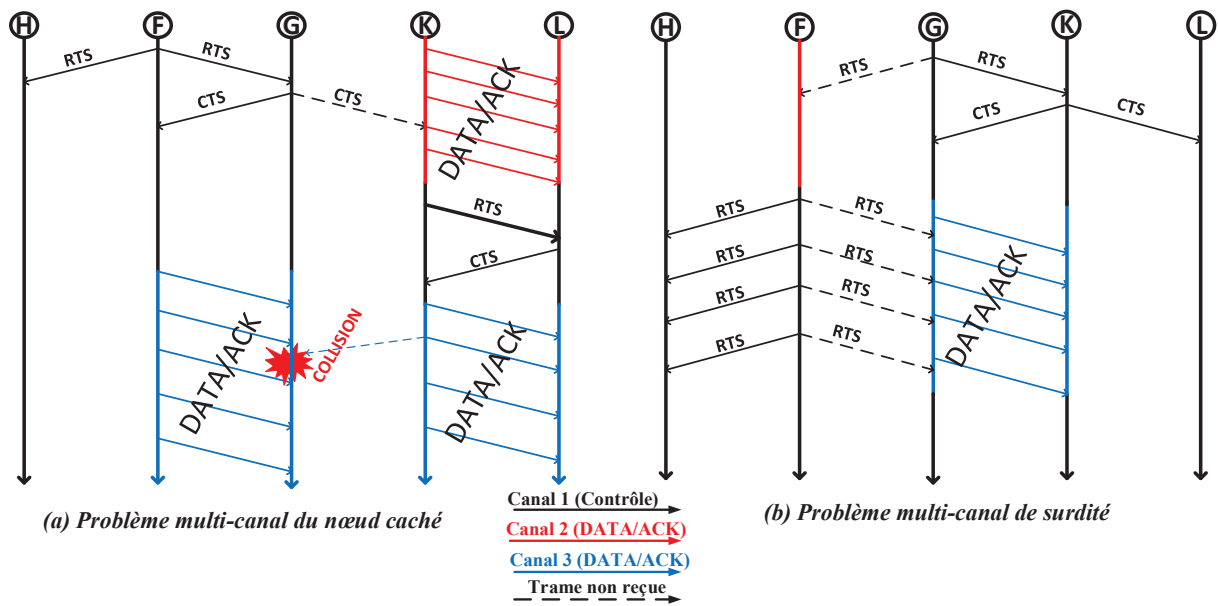 H F G K L
RTS RTS
CTS CTS
DATA/ACK
RTS
CTS
COLLISION
DATA/ACK
DATA/ACK
(a) Problème multi-canal du nœud caché
H F G K L
RTS RTS
CTS CTS
RTS RTS
RTS RTS
RTS RTS
RTS RTS
DATA/ACK
(b) Problème multi-canal de surdité
Canal 1 (Contrôle)
Canal 2 (DATA/ACK)
Canal 3 (DATA/ACK)
Trame non reçue